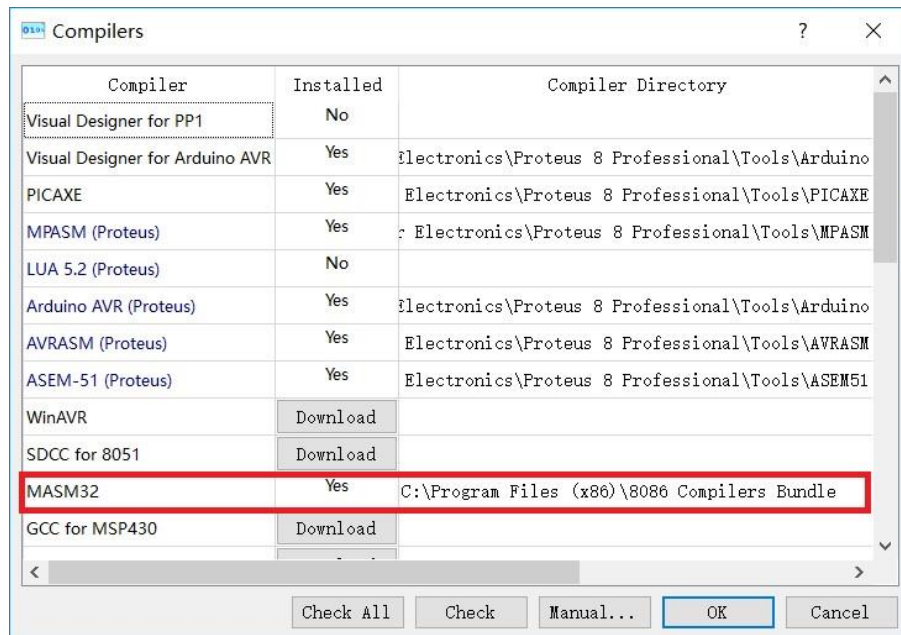 Compilers
Compiler Installed Compiler Directory
Visual Designer for PP1 No
Visual Designer for Arduino AVR Yes Electronics\Proteus 8 Professional\Tools\Arduino
PICAXE Yes Electronics\Proteus 8 Professional\Tools\PICAXE
MPASM (Proteus) Yes r Electronics\Proteus 8 Professional\Tools\MPASM
LUA 5.2 (Proteus) No
Arduino AVR (Proteus) Yes Electronics\Proteus 8 Professional\Tools\Arduino
AVRASM (Proteus) Yes Electronics\Proteus 8 Professional\Tools\AVRASM
ASEM-51 (Proteus) Yes Electronics\Proteus 8 Professional\Tools\ASEM51
WinAVR Download
SDCC for 8051 Download
MASM32 Yes C:\Program Files (x86)\8086 Compilers Bundle
GCC for MSP430 Download
Check All Check Manual... OK Cancel